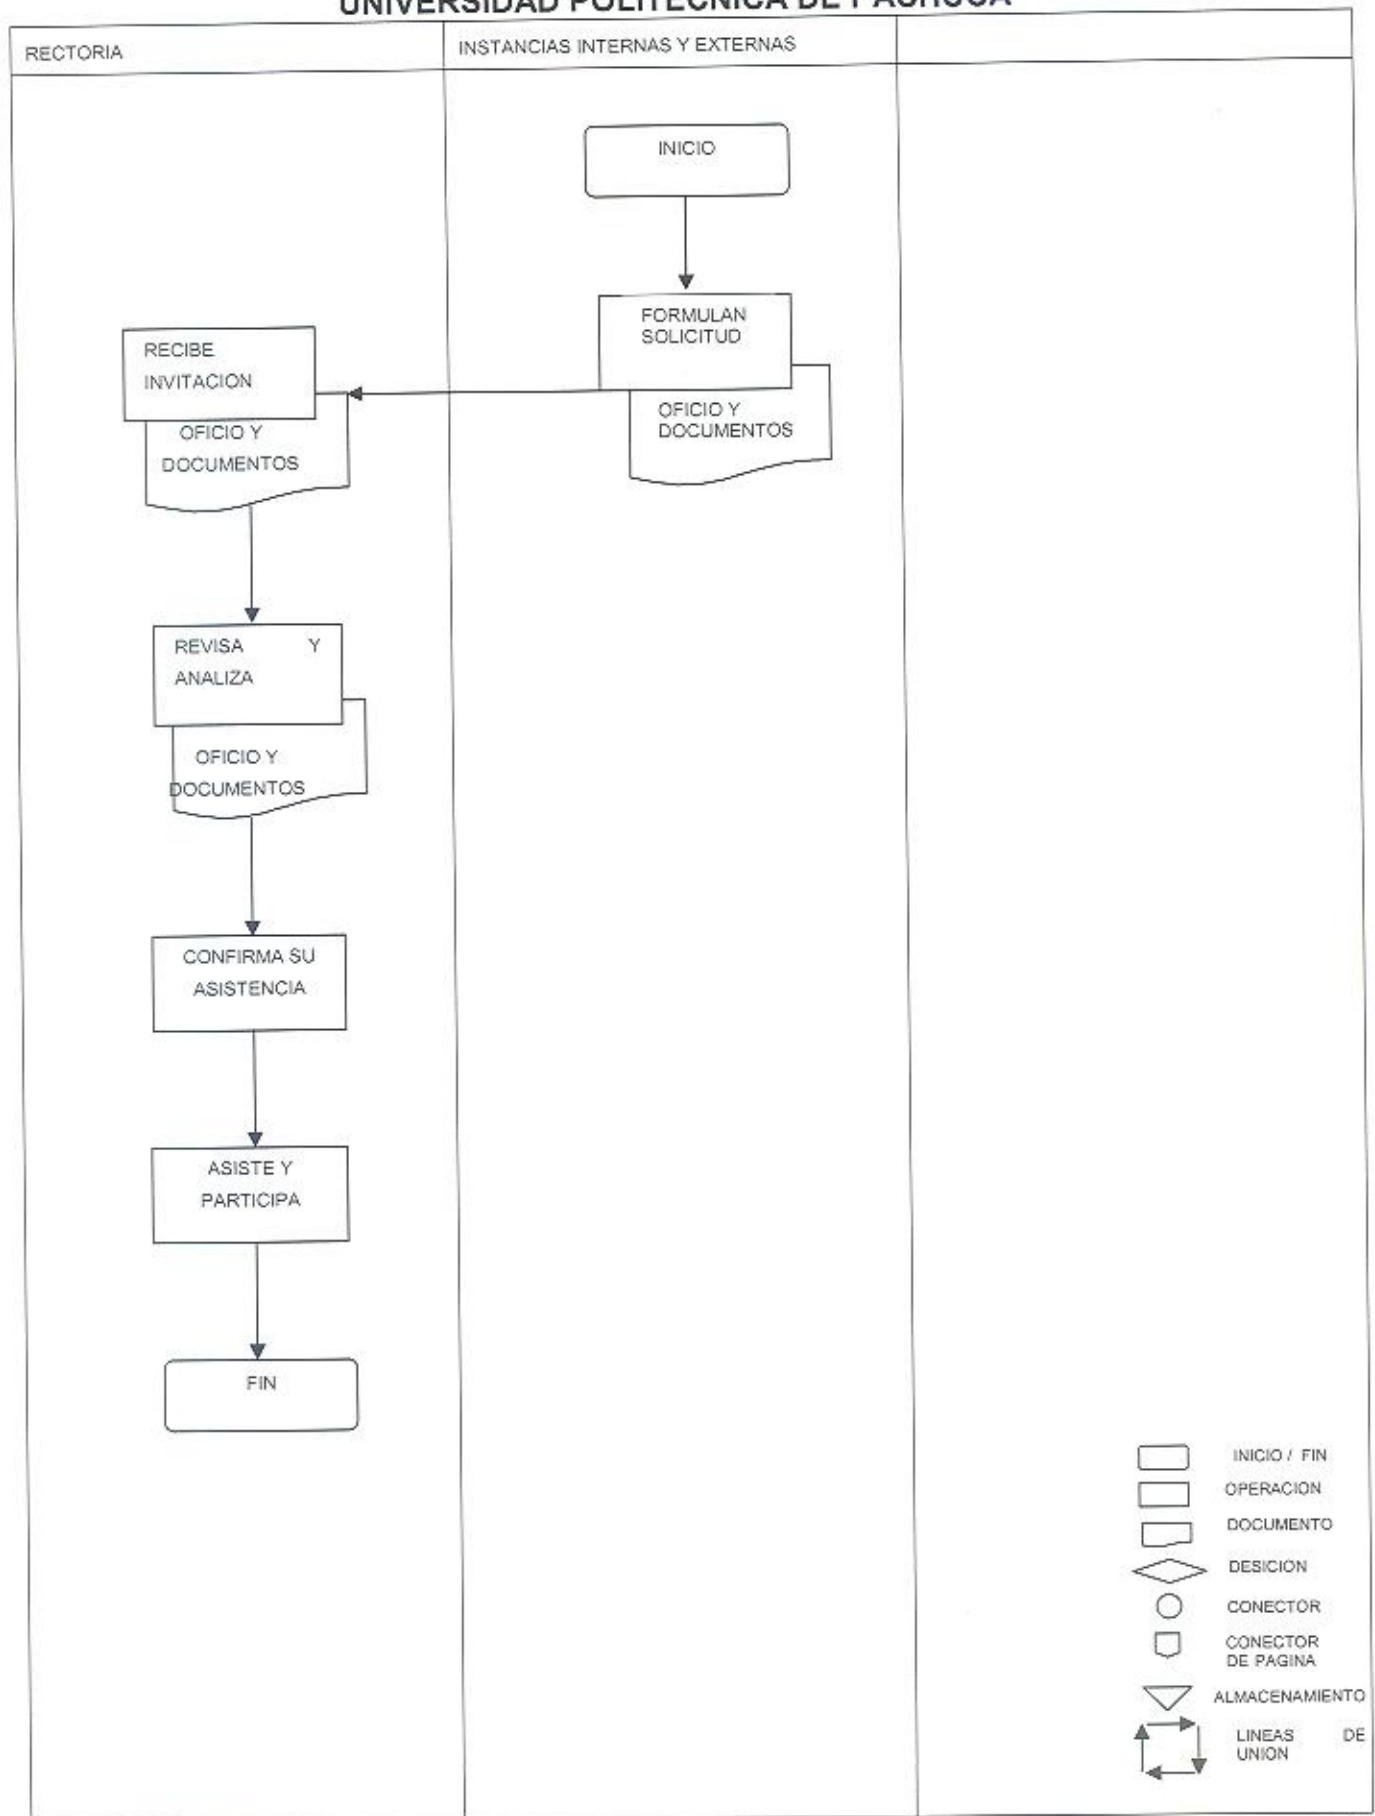 UNIVERSIDAD POLITECNICA DE PACHUCA
RECTORIA
INSTANCIAS INTERNAS Y EXTERNAS
INICIO
FORMULAN
SOLICITUD
OFICIO Y
DOCUMENTOS
RECIBE
INVITACION
OFICIO Y
DOCUMENTOS
REVISA Y
ANALIZA
OFICIO Y
DOCUMENTOS
CONFIRMA SU
ASISTENCIA
ASISTE Y
PARTICIPA
FIN
INICIO / FIN
OPERACION
DOCUMENTO
DESICION
CONECTOR
CONECTOR
DE PAGINA
ALMACENAMIENTO
LINEAS DE
UNION